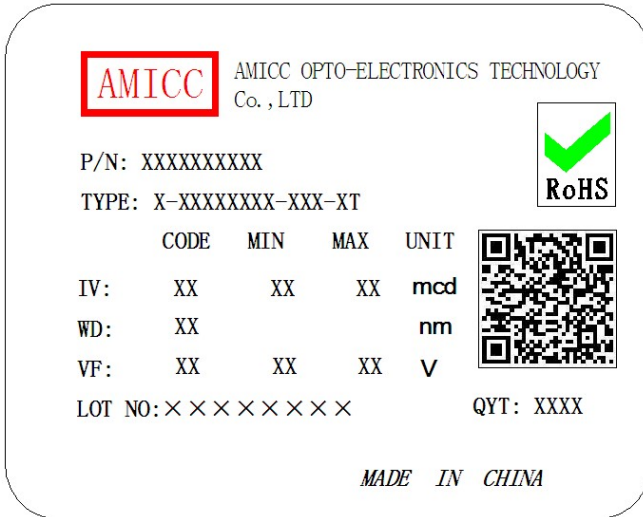 AMICC
AMICC OPTO-ELECTRONICS TECHNOLOGY
Co.,LTD
RoHS
P/N: XXXXXXXXXX
TYPE: X-XXXXXXXX-XXX-XT
CODE MIN MAX UNIT
IV: XX XX XX mcd
WD: XX nm
VF: XX XX XX V
LOT NO:××××××××
QYT: XXXX
MADE IN CHINA